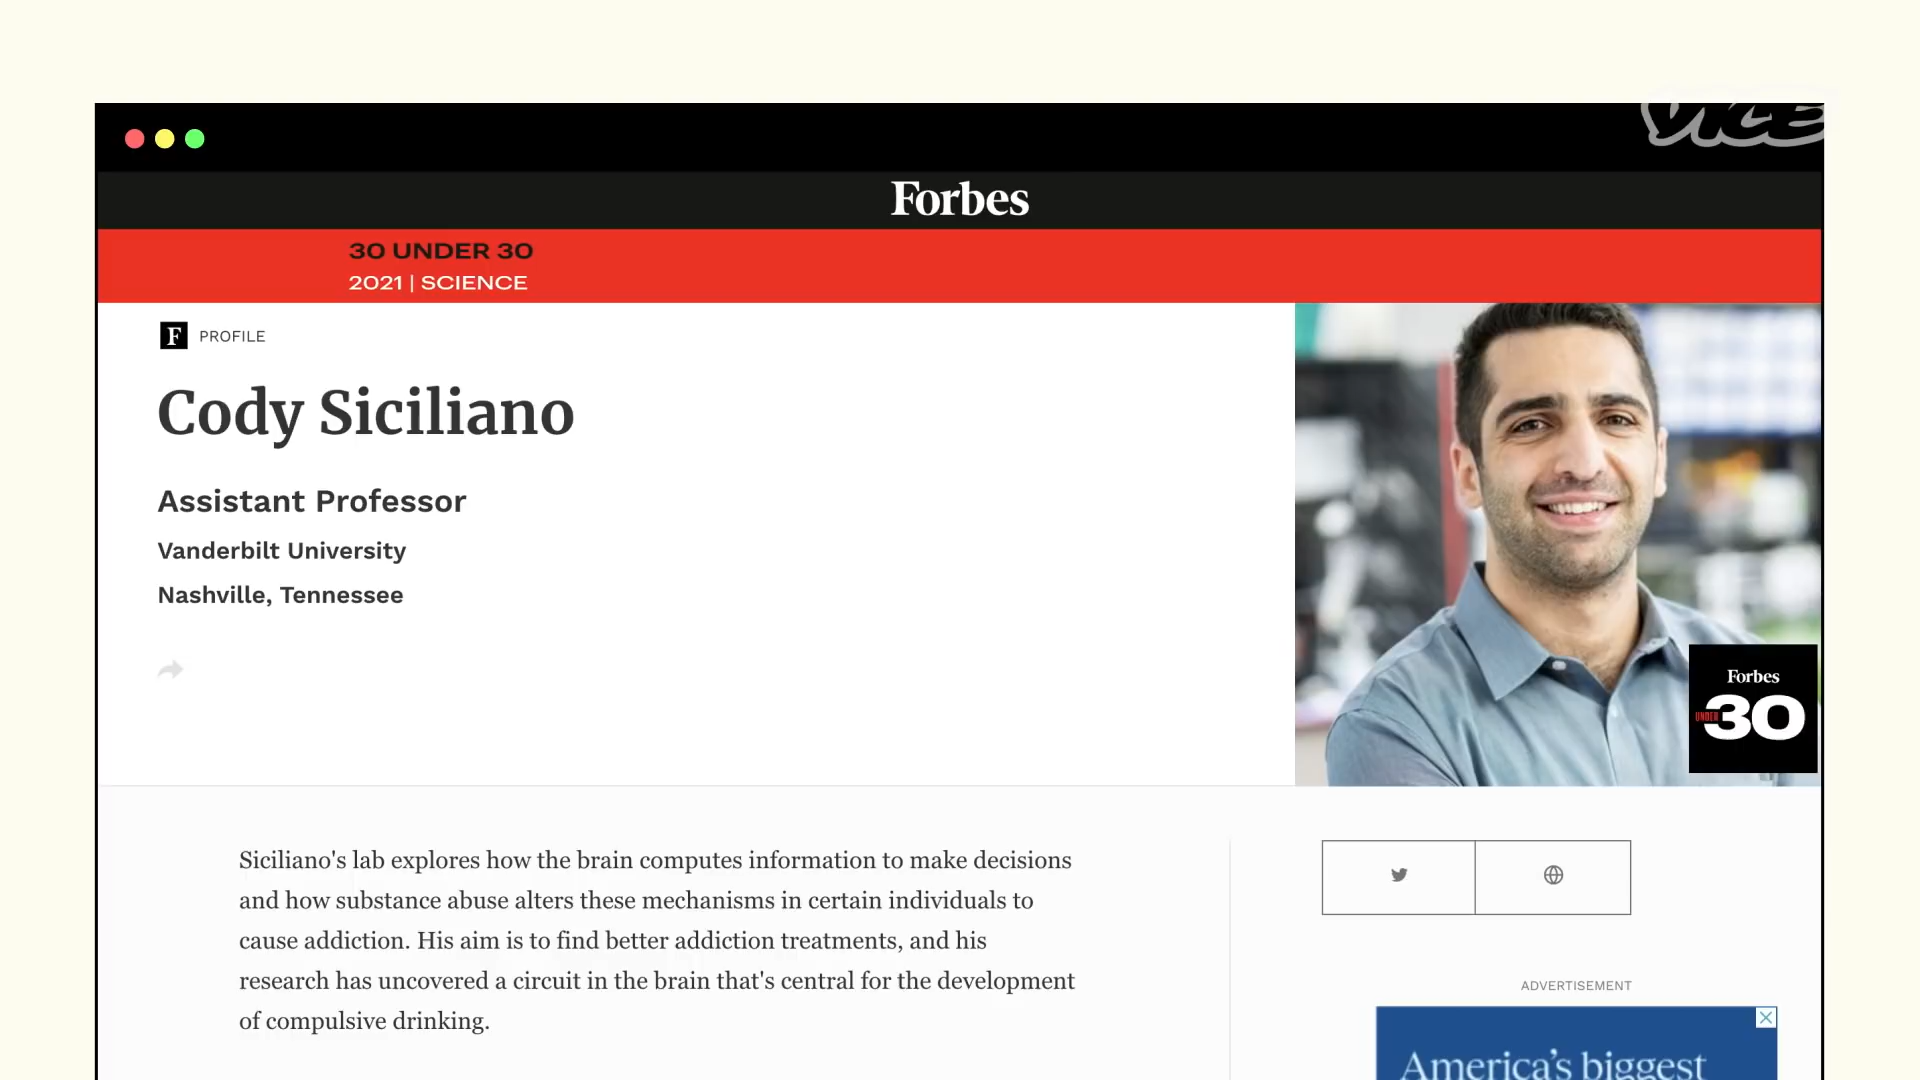 VICE
Forbes
30 UNDER 30
2021 | SCIENCE
F PROFILE
Cody Siciliano
Assistant Professor
Vanderbilt University
Nashville, Tennessee
Forbes
UNDER 30
Siciliano's lab explores how the brain computes information to make decisions
and how substance abuse alters these mechanisms in certain individuals to
cause addiction. His aim is to find better addiction treatments, and his
research has uncovered a circuit in the brain that's central for the development
of compulsive drinking.
ADVERTISEMENT
America's biggest